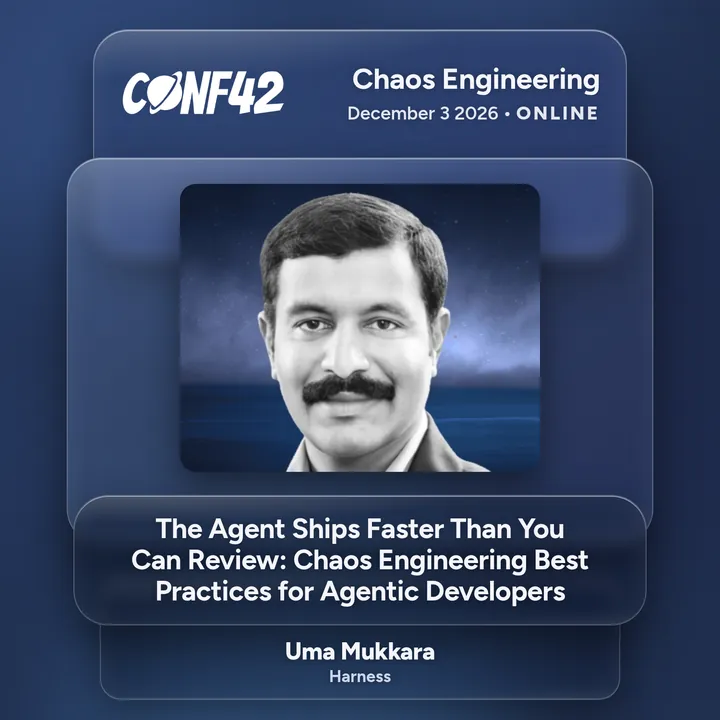 CONF42
Chaos Engineering
December 3 2026 • ONLINE
The Agent Ships Faster Than You
Can Review: Chaos Engineering Best
Practices for Agentic Developers
Uma Mukkara
Harness